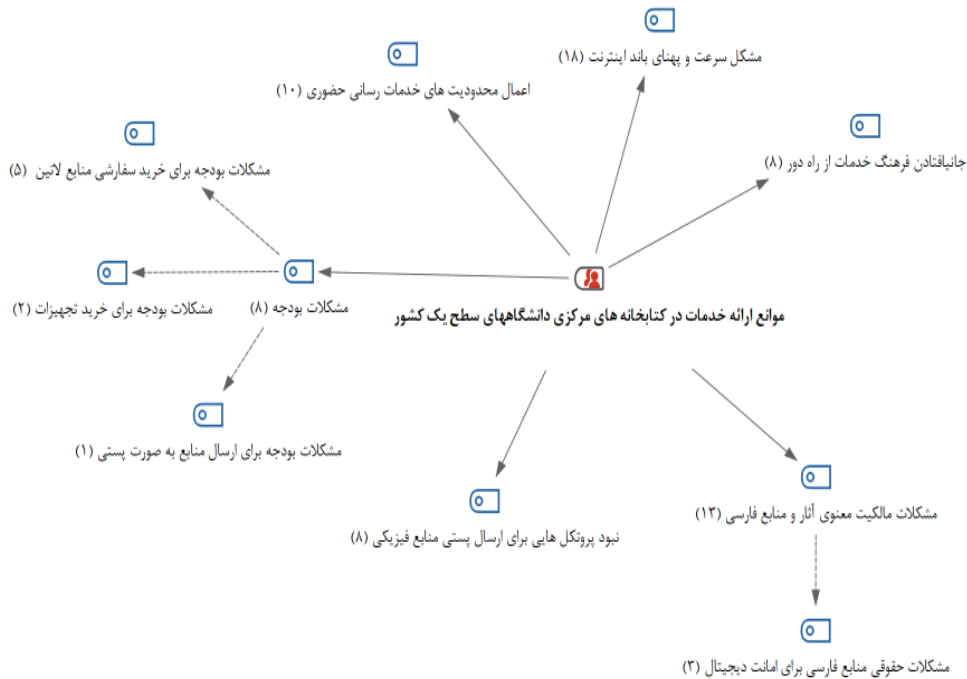 مشکل سرعت و پهنای باند اینترنت (۱۸)
اعمال محدودیت های خدمات رسانی حضوری (۱۰)
جانیافتادن فرهنگ خدمات از راه دور (۸)
مشکلات بودجه برای خرید سفارشی منابع لاتین (۵)
مشکلات بودجه (۸)
مشکلات بودجه برای خرید تجهیزات (۲)
موانع ارائه خدمات در کتابخانه های مرکزی دانشگاههای سطح یک کشور
مشکلات بودجه برای ارسال منابع به صورت پستی (۱)
مشکلات مالکیت معنوی آثار و منابع فارسی (۱۳)
نبود پروتکل هایی برای ارسال پستی منابع فیزیکی (۸)
مشکلات حقوقی منابع فارسی برای امانت دیجیتال (۳)